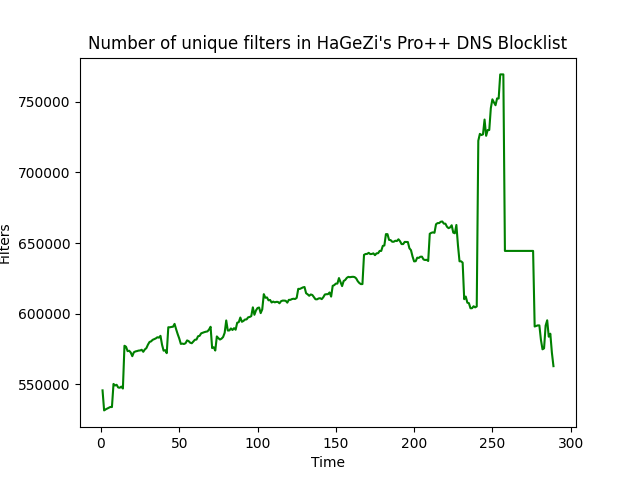 Number of unique filters in HaGeZi's Pro++ DNS Blocklist
750000
700000
650000
600000
550000
Filters
0 50 100 150 200 250 300
Time